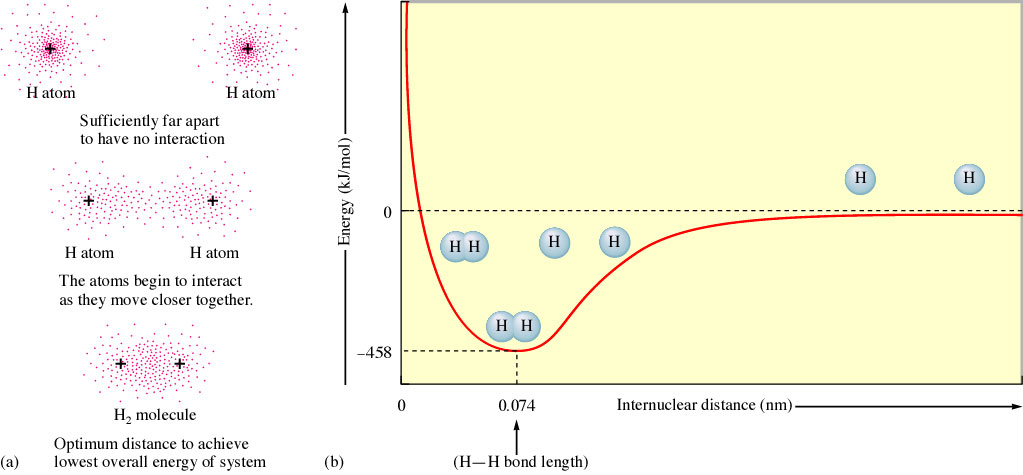 H atom
H atom
Sufficiently far apart
to have no interaction
H atom
H atom
The atoms begin to interact
as they move closer together.
H₂ molecule
(a)
Optimum distance to achieve
lowest overall energy of system
Energy (kJ/mol)
0
–458
H
H
H
H
H
H
H
H
0
0.074
Internuclear distance (nm)
(b)
(H—H bond length)